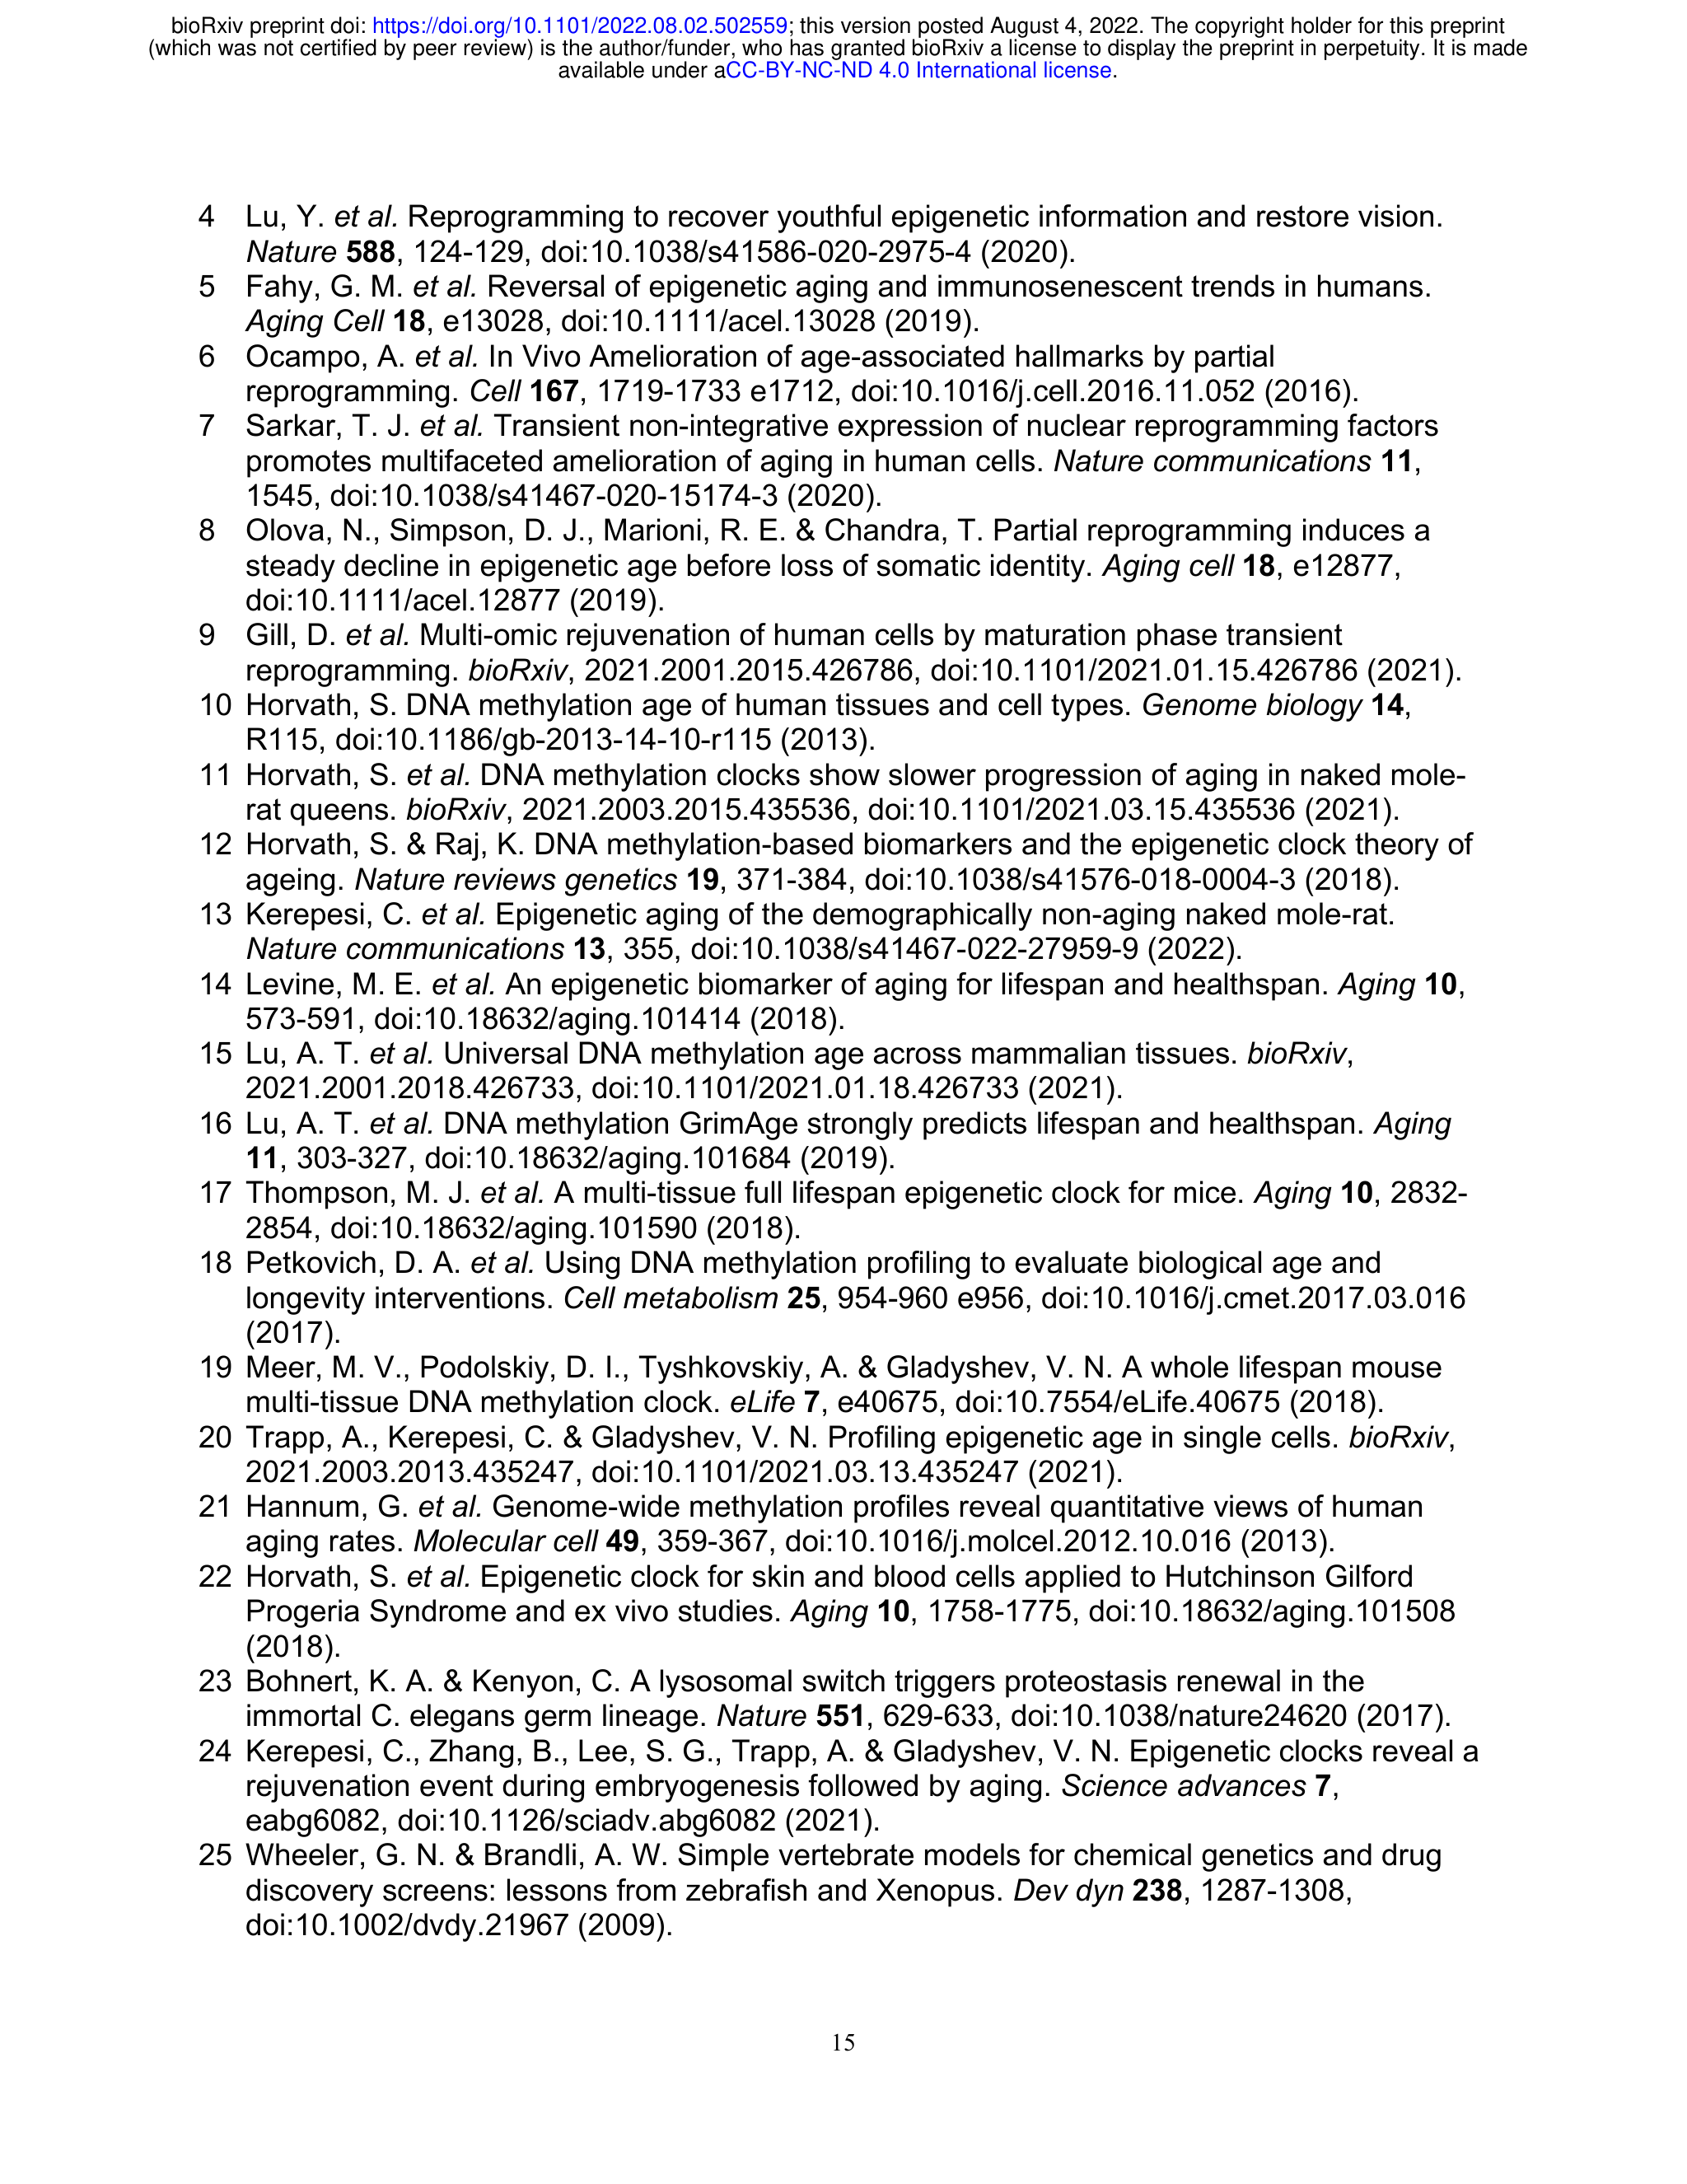 bioRxiv preprint doi: https://doi.org/10.1101/2022.08.02.502559; this version posted August 4, 2022. The copyright holder for this preprint
(which was not certified by peer review) is the author/funder, who has granted bioRxiv a license to display the preprint in perpetuity. It is made
available under aCC-BY-NC-ND 4.0 International license.
4 Lu, Y. et al. Reprogramming to recover youthful epigenetic information and restore vision.
Nature 588, 124-129, doi:10.1038/s41586-020-2975-4 (2020).
5 Fahy, G. M. et al. Reversal of epigenetic aging and immunosenescent trends in humans.
Aging Cell 18, e13028, doi:10.1111/acel.13028 (2019).
6 Ocampo, A. et al. In Vivo Amelioration of age-associated hallmarks by partial
reprogramming. Cell 167, 1719-1733 e1712, doi:10.1016/j.cell.2016.11.052 (2016).
7 Sarkar, T. J. et al. Transient non-integrative expression of nuclear reprogramming factors
promotes multifaceted amelioration of aging in human cells. Nature communications 11,
1545, doi:10.1038/s41467-020-15174-3 (2020).
8 Olova, N., Simpson, D. J., Marioni, R. E. & Chandra, T. Partial reprogramming induces a
steady decline in epigenetic age before loss of somatic identity. Aging cell 18, e12877,
doi:10.1111/acel.12877 (2019).
9 Gill, D. et al. Multi-omic rejuvenation of human cells by maturation phase transient
reprogramming. bioRxiv, 2021.2001.2015.426786, doi:10.1101/2021.01.15.426786 (2021).
10 Horvath, S. DNA methylation age of human tissues and cell types. Genome biology 14,
R115, doi:10.1186/gb-2013-14-10-r115 (2013).
11 Horvath, S. et al. DNA methylation clocks show slower progression of aging in naked mole-
rat queens. bioRxiv, 2021.2003.2015.435536, doi:10.1101/2021.03.15.435536 (2021).
12 Horvath, S. & Raj, K. DNA methylation-based biomarkers and the epigenetic clock theory of
ageing. Nature reviews genetics 19, 371-384, doi:10.1038/s41576-018-0004-3 (2018).
13 Kerepesi, C. et al. Epigenetic aging of the demographically non-aging naked mole-rat.
Nature communications 13, 355, doi:10.1038/s41467-022-27959-9 (2022).
14 Levine, M. E. et al. An epigenetic biomarker of aging for lifespan and healthspan. Aging 10,
573-591, doi:10.18632/aging.101414 (2018).
15 Lu, A. T. et al. Universal DNA methylation age across mammalian tissues. bioRxiv,
2021.2001.2018.426733, doi:10.1101/2021.01.18.426733 (2021).
16 Lu, A. T. et al. DNA methylation GrimAge strongly predicts lifespan and healthspan. Aging
11, 303-327, doi:10.18632/aging.101684 (2019).
17 Thompson, M. J. et al. A multi-tissue full lifespan epigenetic clock for mice. Aging 10, 2832-
2854, doi:10.18632/aging.101590 (2018).
18 Petkovich, D. A. et al. Using DNA methylation profiling to evaluate biological age and
longevity interventions. Cell metabolism 25, 954-960 e956, doi:10.1016/j.cmet.2017.03.016
(2017).
19 Meer, M. V., Podolskiy, D. I., Tyshkovskiy, A. & Gladyshev, V. N. A whole lifespan mouse
multi-tissue DNA methylation clock. eLife 7, e40675, doi:10.7554/eLife.40675 (2018).
20 Trapp, A., Kerepesi, C. & Gladyshev, V. N. Profiling epigenetic age in single cells. bioRxiv,
2021.2003.2013.435247, doi:10.1101/2021.03.13.435247 (2021).
21 Hannum, G. et al. Genome-wide methylation profiles reveal quantitative views of human
aging rates. Molecular cell 49, 359-367, doi:10.1016/j.molcel.2012.10.016 (2013).
22 Horvath, S. et al. Epigenetic clock for skin and blood cells applied to Hutchinson Gilford
Progeria Syndrome and ex vivo studies. Aging 10, 1758-1775, doi:10.18632/aging.101508
(2018).
23 Bohnert, K. A. & Kenyon, C. A lysosomal switch triggers proteostasis renewal in the
immortal C. elegans germ lineage. Nature 551, 629-633, doi:10.1038/nature24620 (2017).
24 Kerepesi, C., Zhang, B., Lee, S. G., Trapp, A. & Gladyshev, V. N. Epigenetic clocks reveal a
rejuvenation event during embryogenesis followed by aging. Science advances 7,
eabg6082, doi:10.1126/sciadv.abg6082 (2021).
25 Wheeler, G. N. & Brandli, A. W. Simple vertebrate models for chemical genetics and drug
discovery screens: lessons from zebrafish and Xenopus. Dev dyn 238, 1287-1308,
doi:10.1002/dvdy.21967 (2009).
15